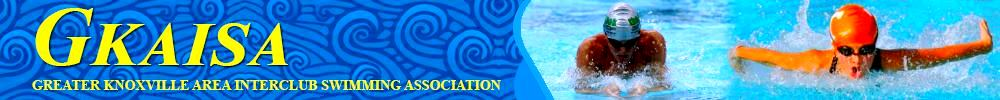 GKAISA
GREATER KNOXVILLE AREA INTERCLUB SWIMMING ASSOCIATION